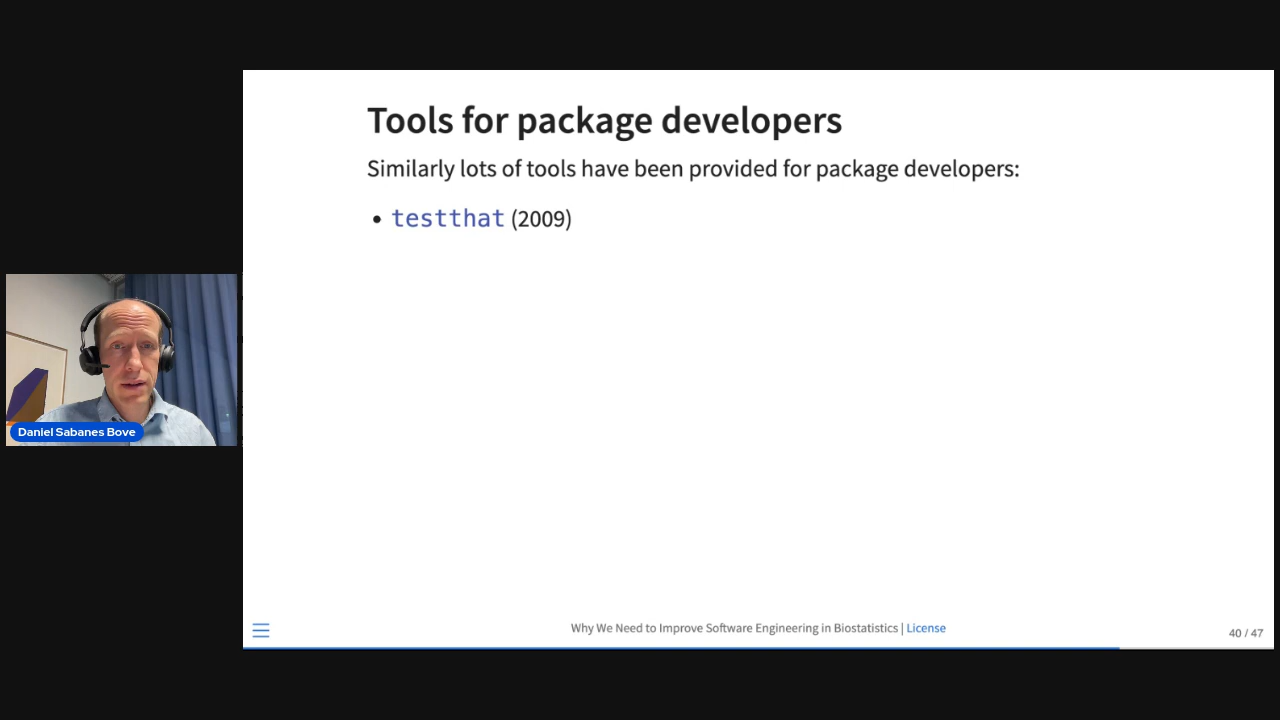 Tools for package developers
Similarly lots of tools have been provided for package developers:
• testthat (2009)
Daniel Sabanes Bove
Why We Need to Improve Software Engineering in Biostatistics | License
40 / 47